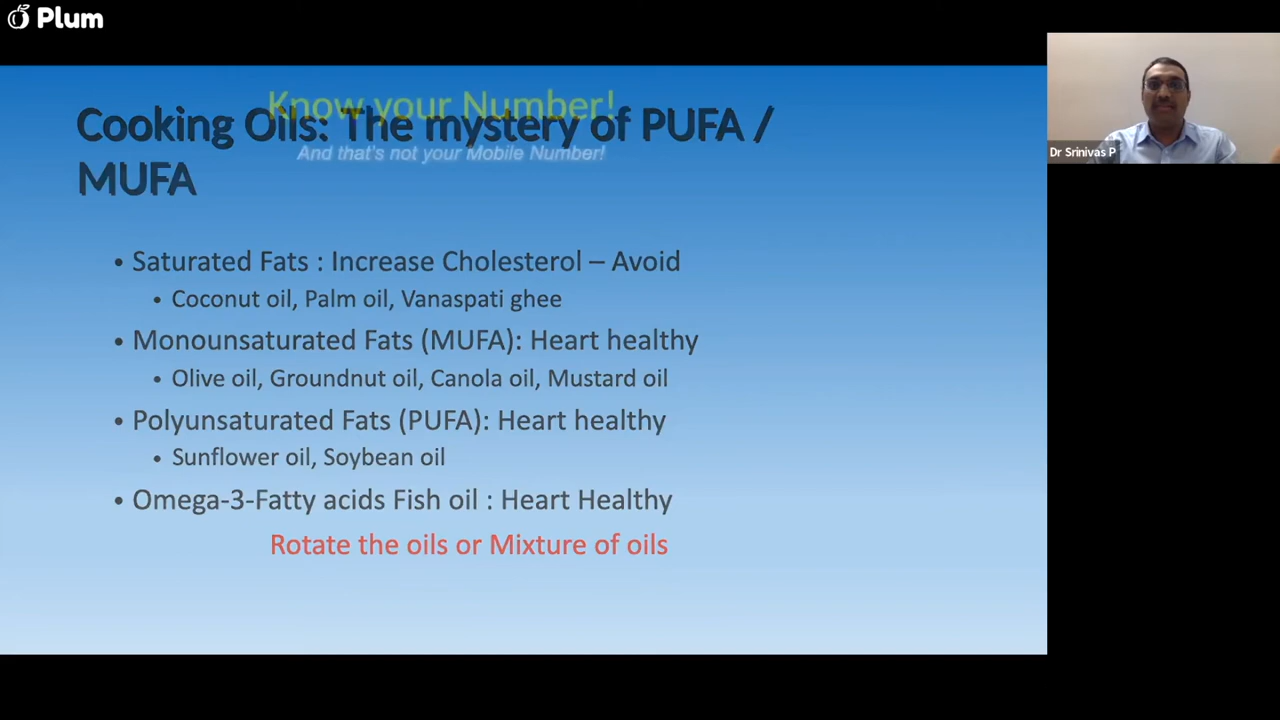 Plum
Know your Number!
Cooking Oils: The mystery of PUFA /
And that's not your Mobile Number!
MUFA
Dr Srinivas P
• Saturated Fats : Increase Cholesterol – Avoid
• Coconut oil, Palm oil, Vanaspati ghee
• Monounsaturated Fats (MUFA): Heart healthy
• Olive oil, Groundnut oil, Canola oil, Mustard oil
• Polyunsaturated Fats (PUFA): Heart healthy
• Sunflower oil, Soybean oil
• Omega-3-Fatty acids Fish oil : Heart Healthy
Rotate the oils or Mixture of oils